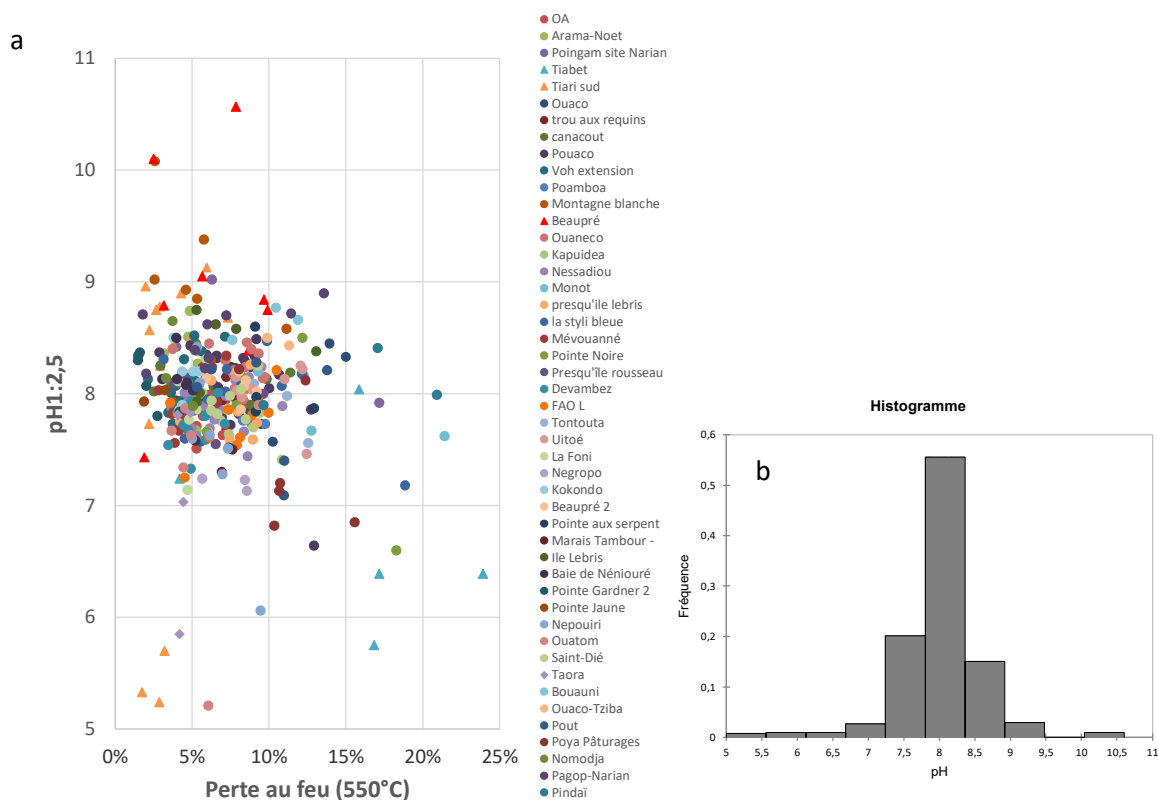 a
11
10
9
8
7
6
5
pH1:2,5
0%
5%
10%
15%
20%
25%
Perte au feu (550°C)
OA
Arama-Noet
Poingam site Narian
Tiabet
Tiari sud
Ouaco
trou aux requins
canacout
Pouaco
Voh extension
Poamboa
Montagne blanche
Beaupré
Ouaneco
Kapuidea
Nessadiou
Monot
presqu'ile lebris
la styli bleue
Mévouanné
Pointe Noire
Presqu'île rousseau
Devambez
FAO L
Tontouta
Uitoé
La Foni
Negropo
Kokondo
Beaupré 2
Pointe aux serpent
Marais Tambour -
Ile Lebris
Baie de Néniouré
Pointe Gardner 2
Pointe Jaune
Nepouiri
Ouatom
Saint-Dié
Taora
Bouauni
Ouaco-Tziba
Pout
Poya Pâturages
Nomodja
Pagop-Narian
Pindaï
Histogramme
b
0,6
0,5
0,4
0,3
0,2
0,1
0
Fréquence
5
5,5
6
6,5
7
7,5
8
8,5
9
9,5
10
10,5
11
pH